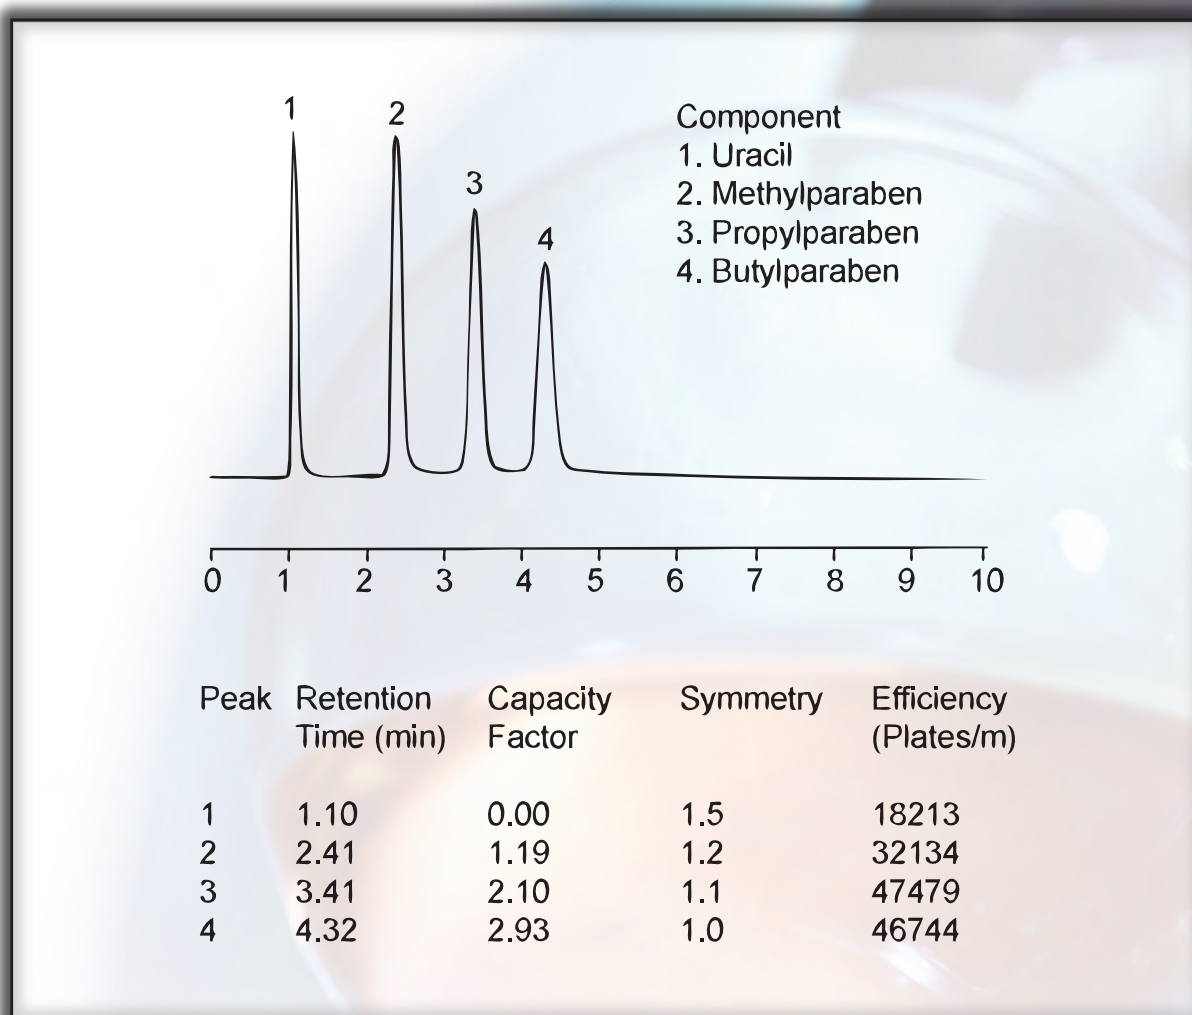 1
2
3
4
Component
1. Uracil
2. Methylparaben
3. Propylparaben
4. Butylparaben
0 1 2 3 4 5 6 7 8 9 10
Peak Retention Time (min) Capacity Factor Symmetry Efficiency (Plates/m)
1 1.10 0.00 1.5 18213
2 2.41 1.19 1.2 32134
3 3.41 2.10 1.1 47479
4 4.32 2.93 1.0 46744